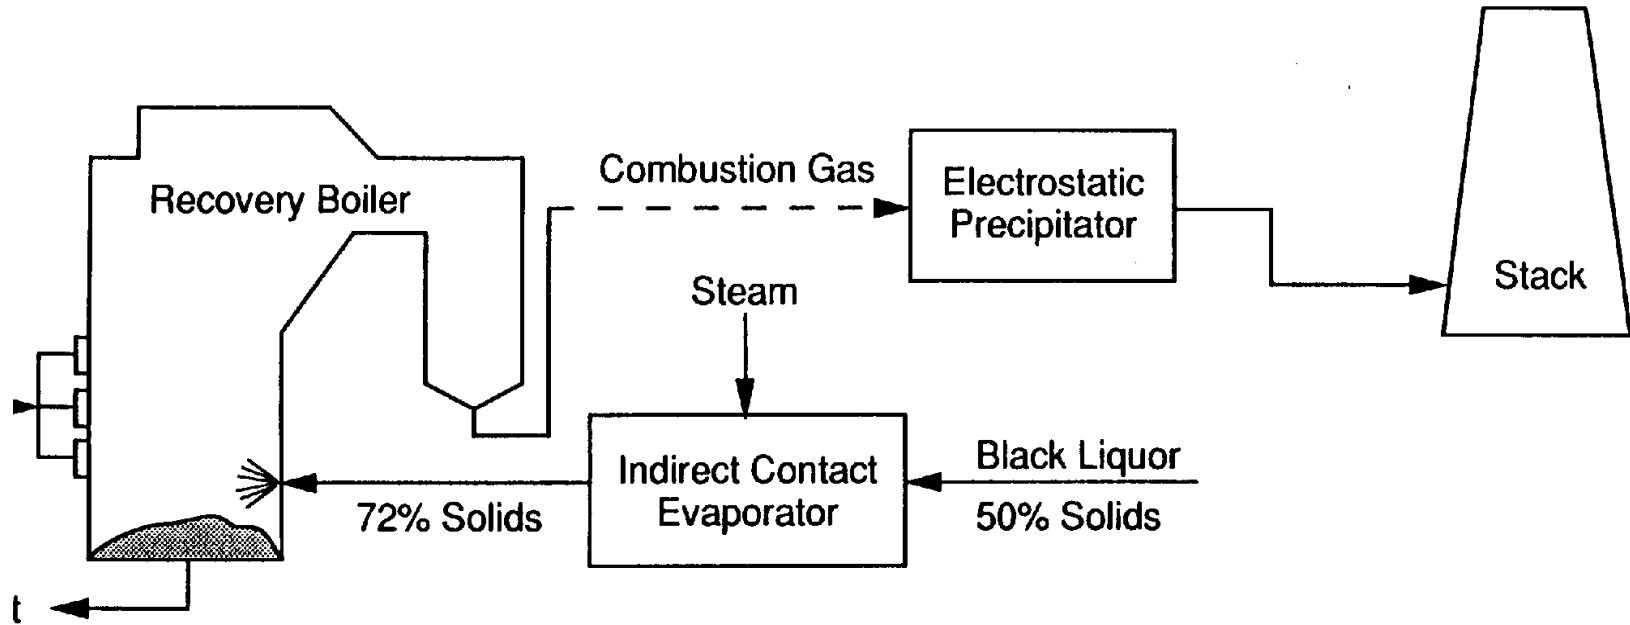 Recovery Boiler
Combustion Gas
Electrostatic
Precipitator
Stack
Steam
Indirect Contact
Evaporator
Black Liquor
50% Solids
72% Solids
t